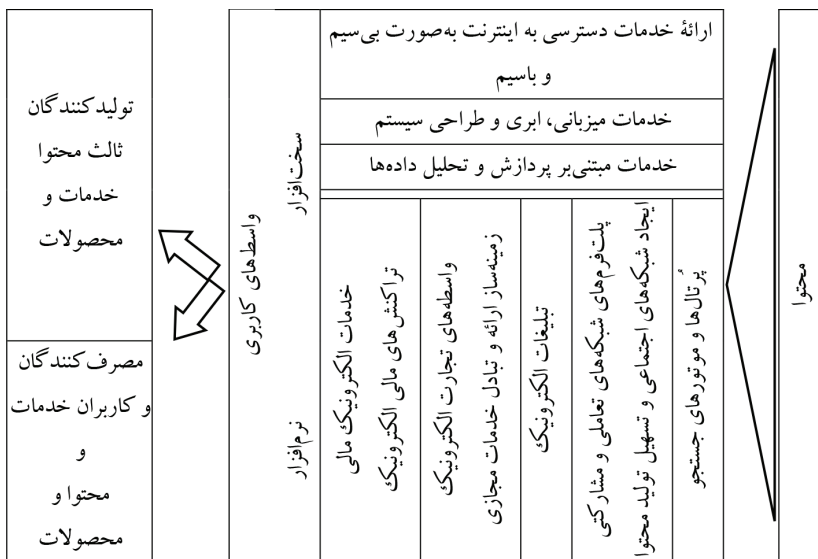 محتوا
ارائهٔ خدمات دسترسی به اینترنت به‌صورت بی‌سیم
و باسیم
خدمات میزبانی، ابری و طراحی سیستم
خدمات مبتنی‌بر پردازش و تحلیل داده‌ها
پُرتال‌ها و موتورهای جستجو
ایجاد شبکه‌های اجتماعی و تسهیل تولید محتوا
پلت‌فرم‌های شبکه‌های تعاملی و مشارکتی
تبلیغات الکترونیک
زمینه‌ساز ارائه و تبادل خدمات مجازی
واسطه‌های تجارت الکترونیک
تراکنش‌های مالی الکترونیک
خدمات الکترونیک مالی
سخت‌افزار
نرم‌افزار
واسط‌های کاربری
تولیدکنندگان
ثالث محتوا
خدمات و
محصولات
مصرف‌کنندگان
و کاربران خدمات
و
محتوا و
محصولات